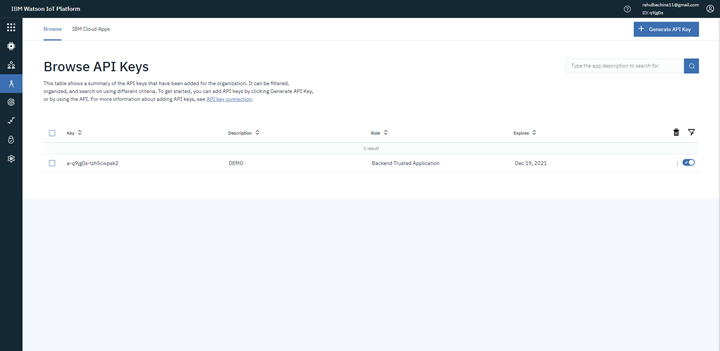 IBM Watson IoT Platform
rahulbachina11@gmail.com
ID: q9jg0s
Browse
IBM Cloud Apps
+ Generate API Key
Browse API Keys
Type the app description to search for
This table shows a summary of the API keys that have been added for the organization. It can be filtered,
organized, and search on using different criteria. To get started, you can add API keys by clicking Generate API Key,
or by using the API. For more information about adding API keys, see API key connection.
Key Description Role Expires
1 result
a-q9jg0s-tzh5cwpsk2 DEMO Backend Trusted Application Dec 19, 2021